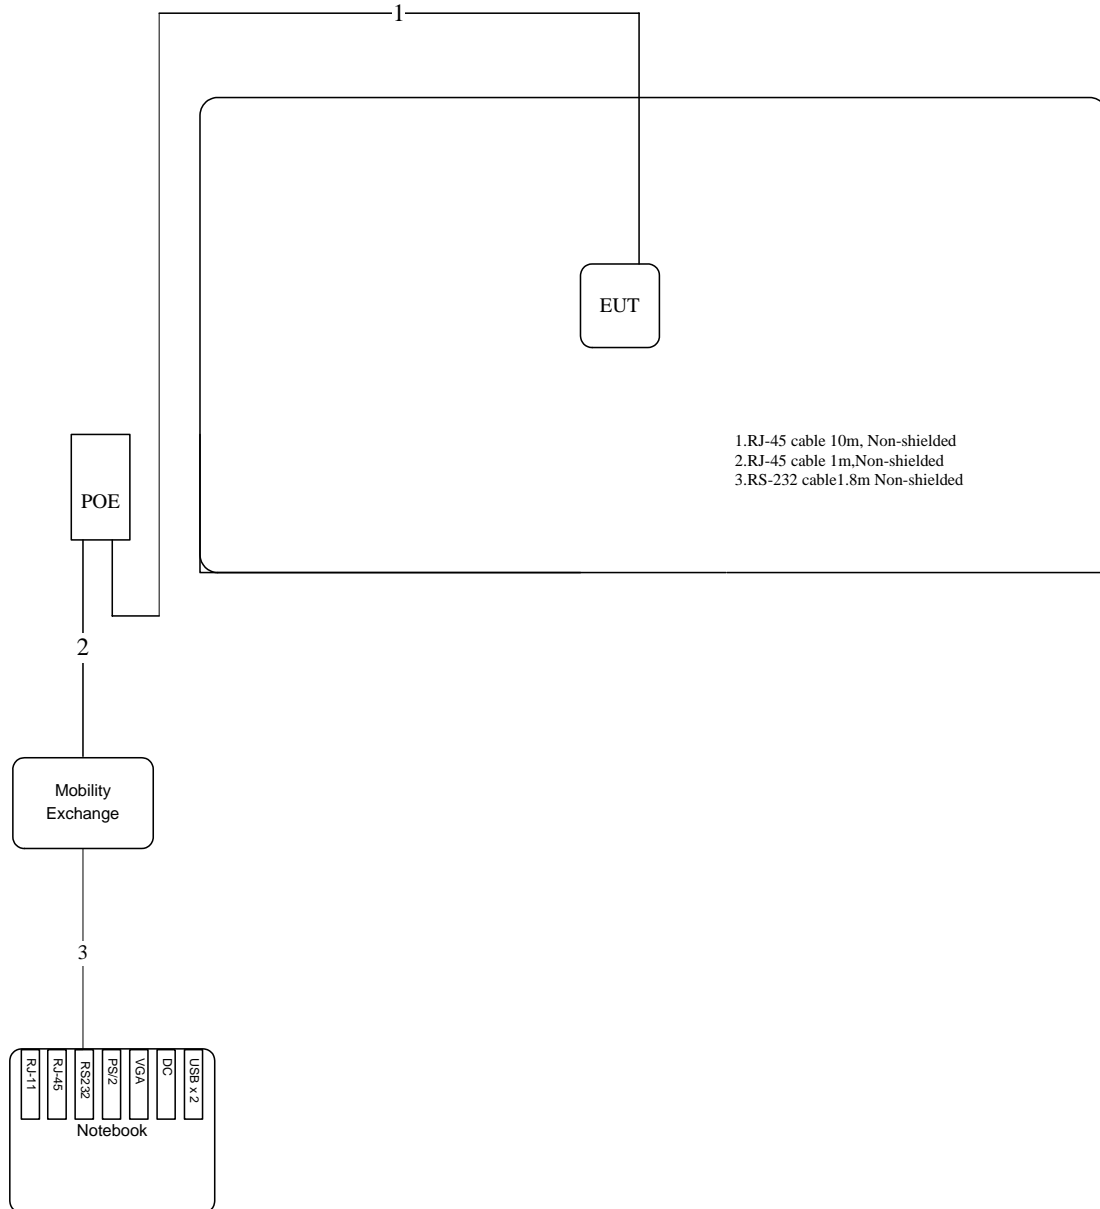 1
EUT
1.RJ-45 cable 10m, Non-shielded
2.RJ-45 cable 1m,Non-shielded
3.RS-232 cable1.8m Non-shielded
POE
2
Mobility
Exchange
3
RJ-11
RJ-45
RS232
PS/2
VGA
DC
USB x 2
Notebook